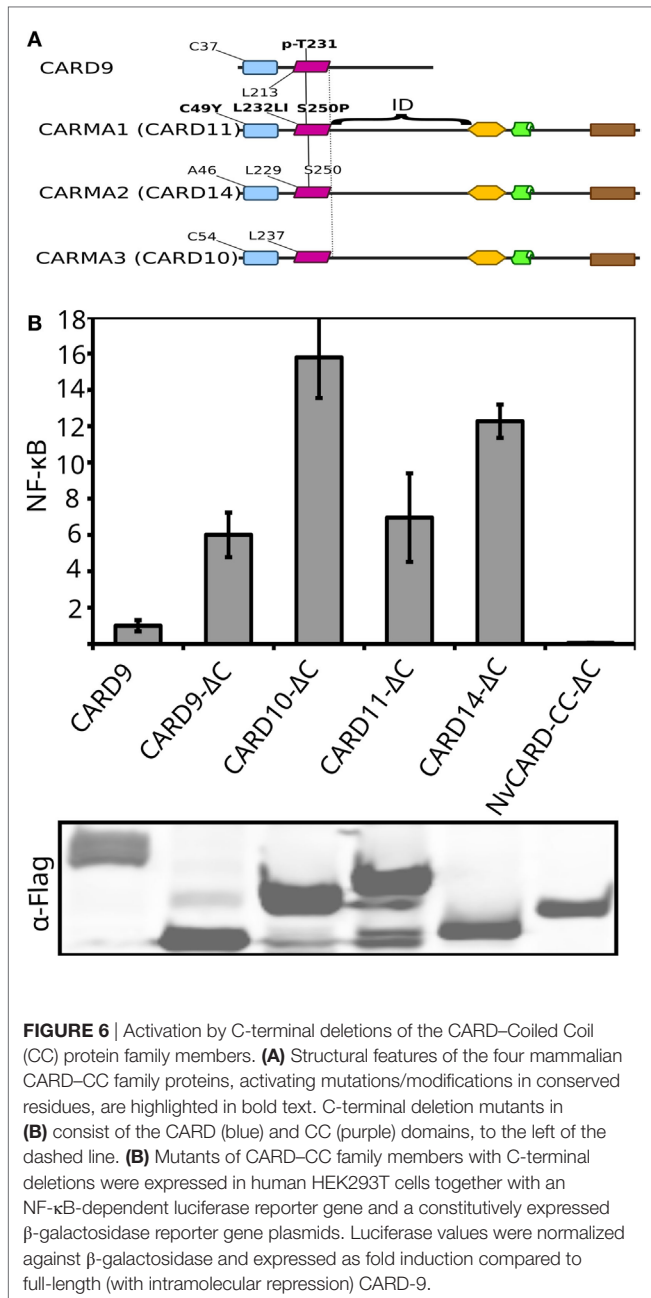 A
C37
p-T231
CARD9
L213
C49Y L232LI S250P
ID
CARMA1 (CARD11)
A46 L229 S250
CARMA2 (CARD14)
C54 L237
CARMA3 (CARD10)
B
18
16
14
12
10
8
6
4
2
NF-κB
CARD9
CARD9-ΔC
CARD10-ΔC
CARD11-ΔC
CARD14-ΔC
NvCARD-CC-ΔC
α-Flag
FIGURE 6 | Activation by C-terminal deletions of the CARD–Coiled Coil
(CC) protein family members. (A) Structural features of the four mammalian
CARD–CC family proteins, activating mutations/modifications in conserved
residues, are highlighted in bold text. C-terminal deletion mutants in
(B) consist of the CARD (blue) and CC (purple) domains, to the left of the
dashed line. (B) Mutants of CARD–CC family members with C-terminal
deletions were expressed in human HEK293T cells together with an
NF-κB-dependent luciferase reporter gene and a constitutively expressed
β-galactosidase reporter gene plasmids. Luciferase values were normalized
against β-galactosidase and expressed as fold induction compared to
full-length (with intramolecular repression) CARD-9.